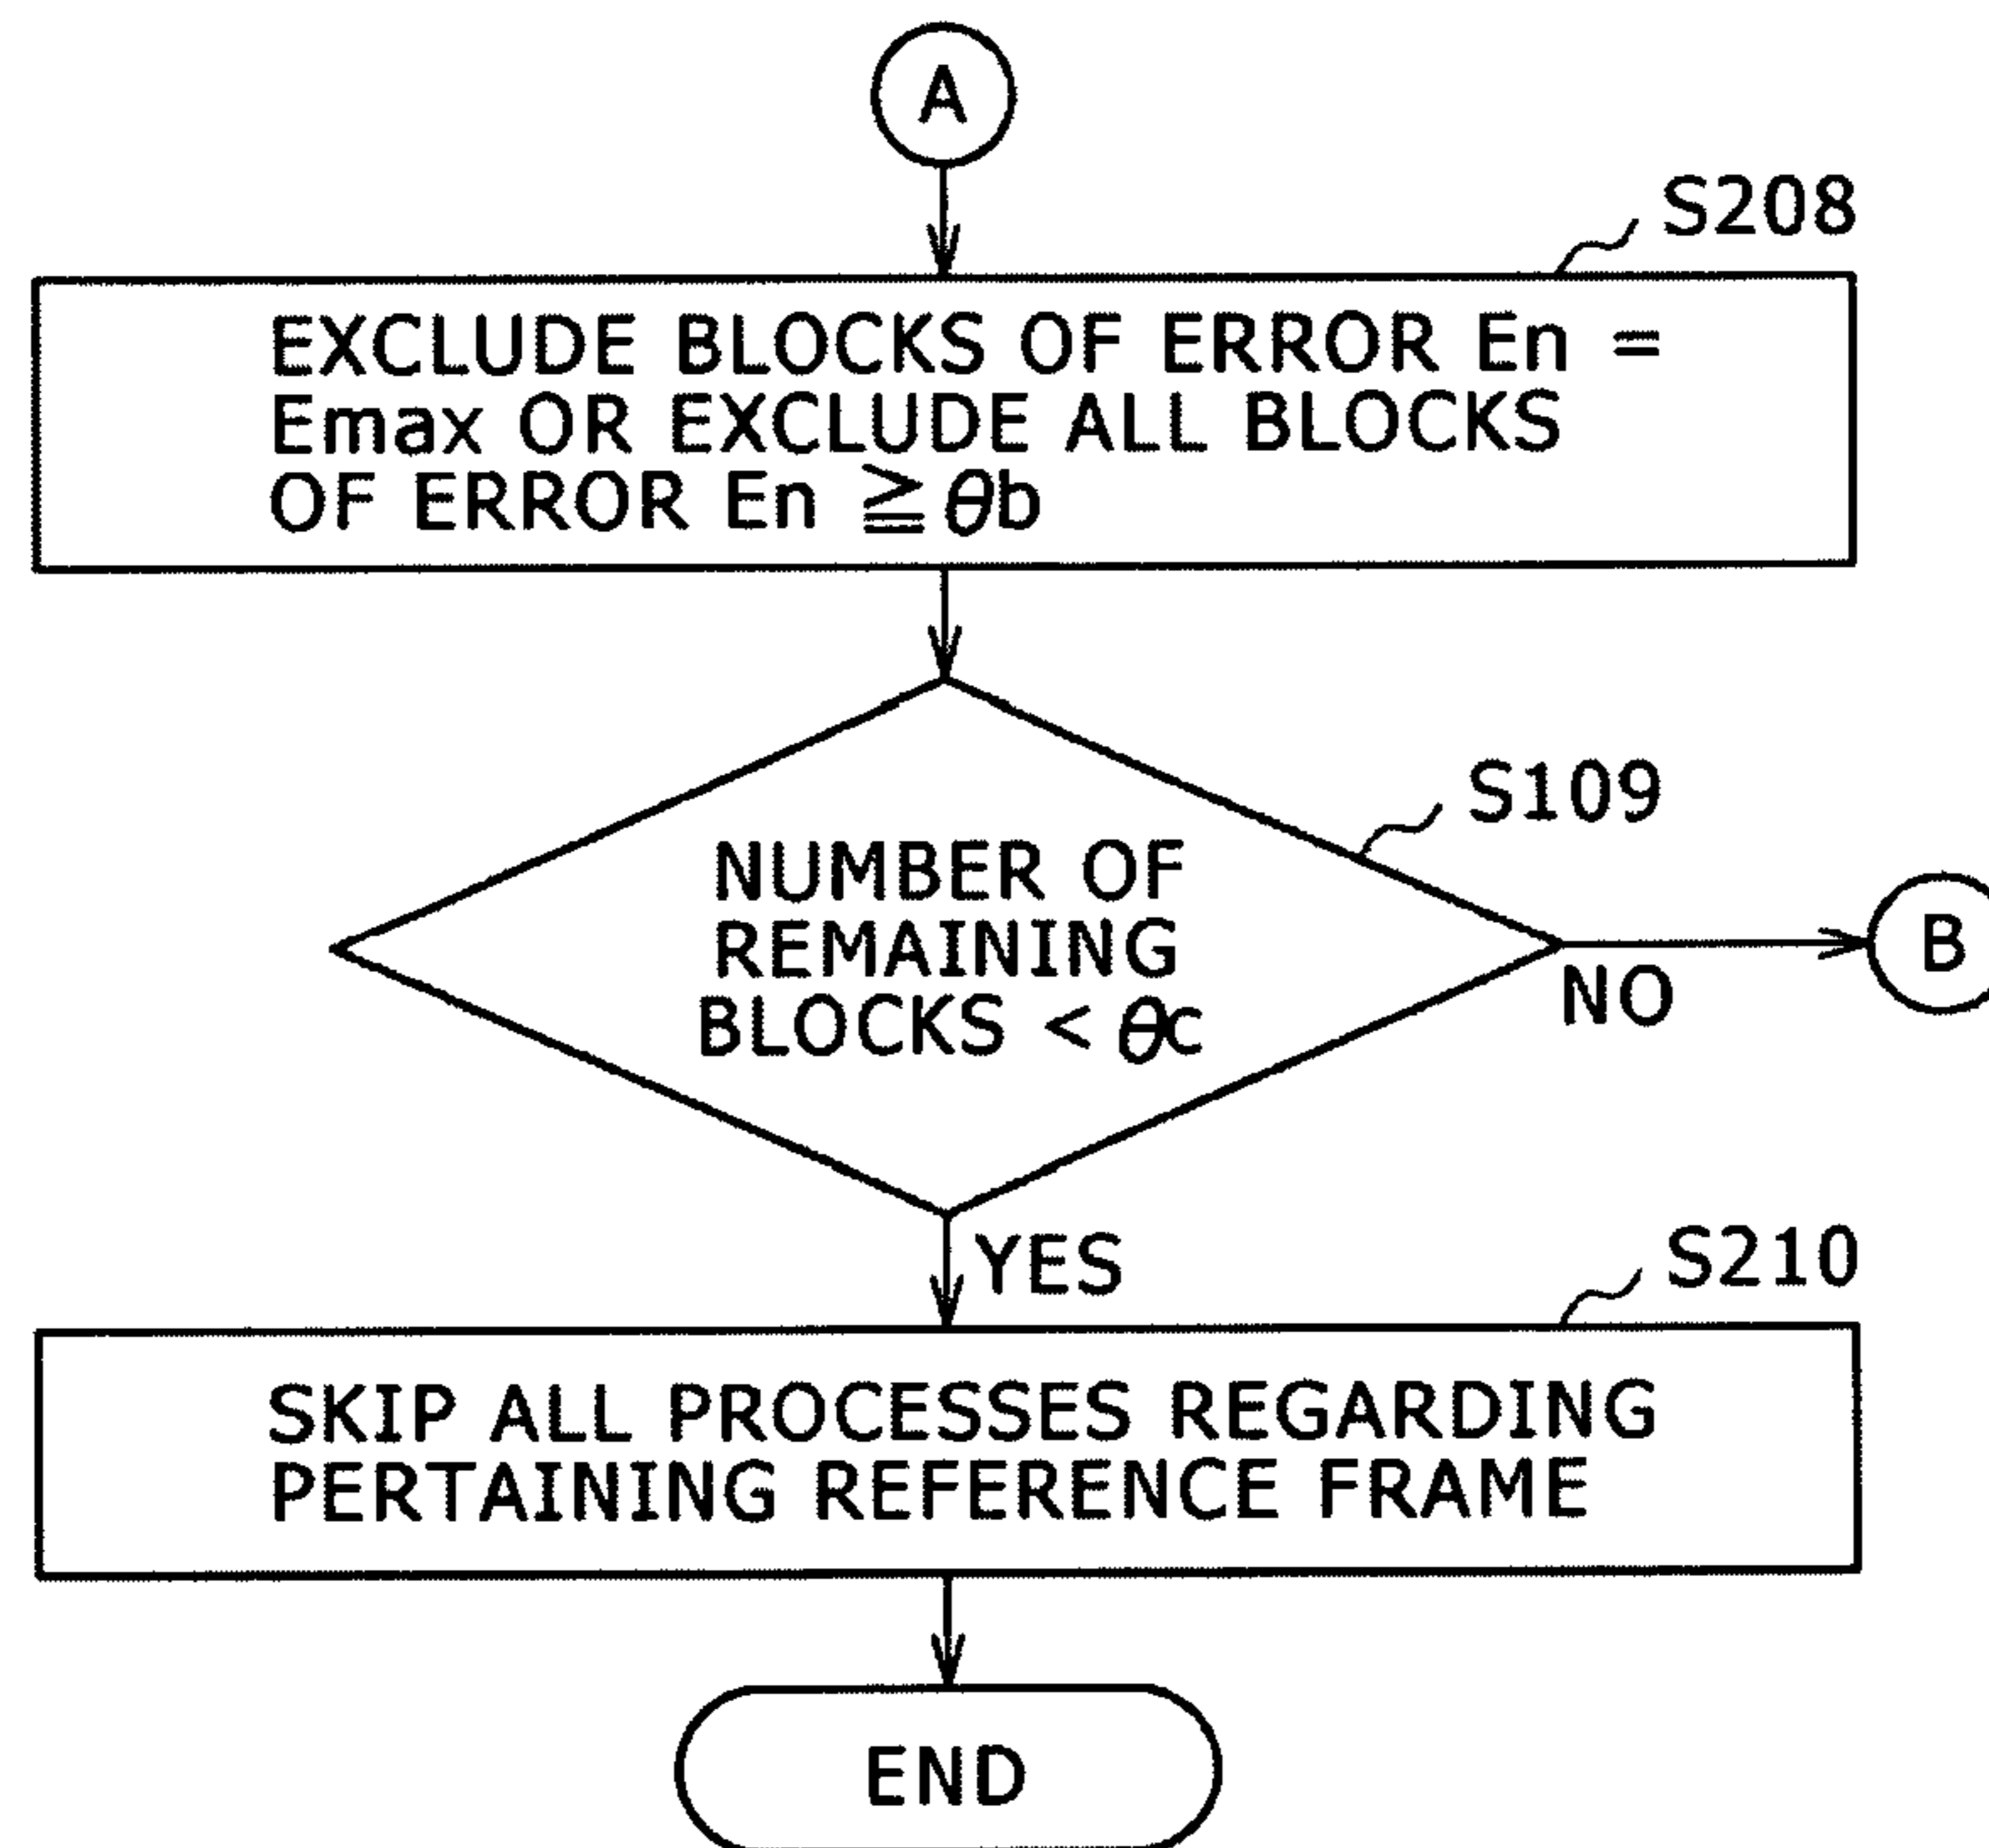 A
S208
EXCLUDE BLOCKS OF ERROR En =
Emax OR EXCLUDE ALL BLOCKS
OF ERROR En ≧ θb
S109
NUMBER OF
REMAINING
BLOCKS < θc
NO
B
YES
S210
SKIP ALL PROCESSES REGARDING
PERTAINING REFERENCE FRAME
END